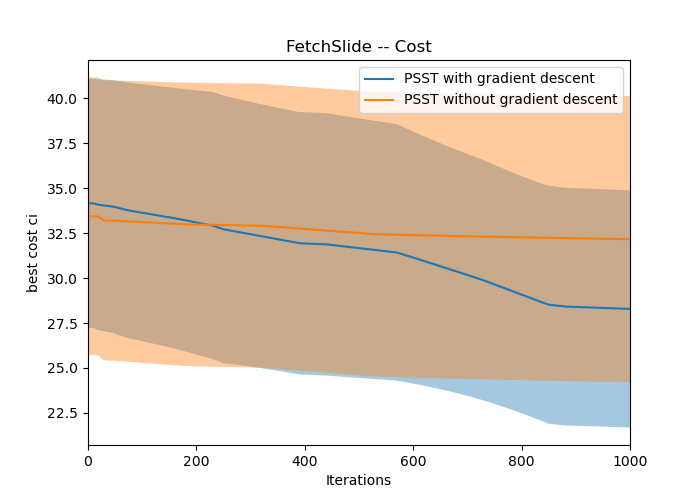 FetchSlide -- Cost
PSST with gradient descent
PSST without gradient descent
best cost ci
40.0
37.5
35.0
32.5
30.0
27.5
25.0
22.5
0
200
400
600
800
1000
Iterations